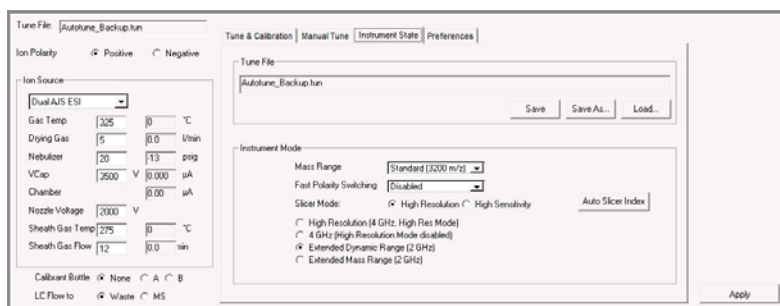 Tune File: Autotune_Backup.tun
Ion Polarity Positive Negative
Ion Source
Dual AJS ESI
Gas Temp 325 0 °C
Drying Gas 5 0.0 l/min
Nebulizer 20 -13 psig
VCap 3500 V 0.000 µA
Chamber 0.00 µA
Nozzle Voltage 2000 V
Sheath Gas Temp 275 0 °C
Sheath Gas Flow 12 0.0
Calibrant Bottle None A B
LC Flow to Waste MS
Tune & Calibration Manual Tune Instrument State Preferences
Tune File
Autotune_Backup.tun
Save Save As... Load...
Instrument Mode
Mass Range Standard (3200 m/z)
Fast Polarity Switching Disabled
Slicer Mode: High Resolution High Sensitivity Auto Slicer Index
High Resolution (4 GHz, High Res Mode)
4 GHz (High Resolution Mode disabled)
Extended Dynamic Range (2 GHz)
Extended Mass Range (2 GHz)
Apply